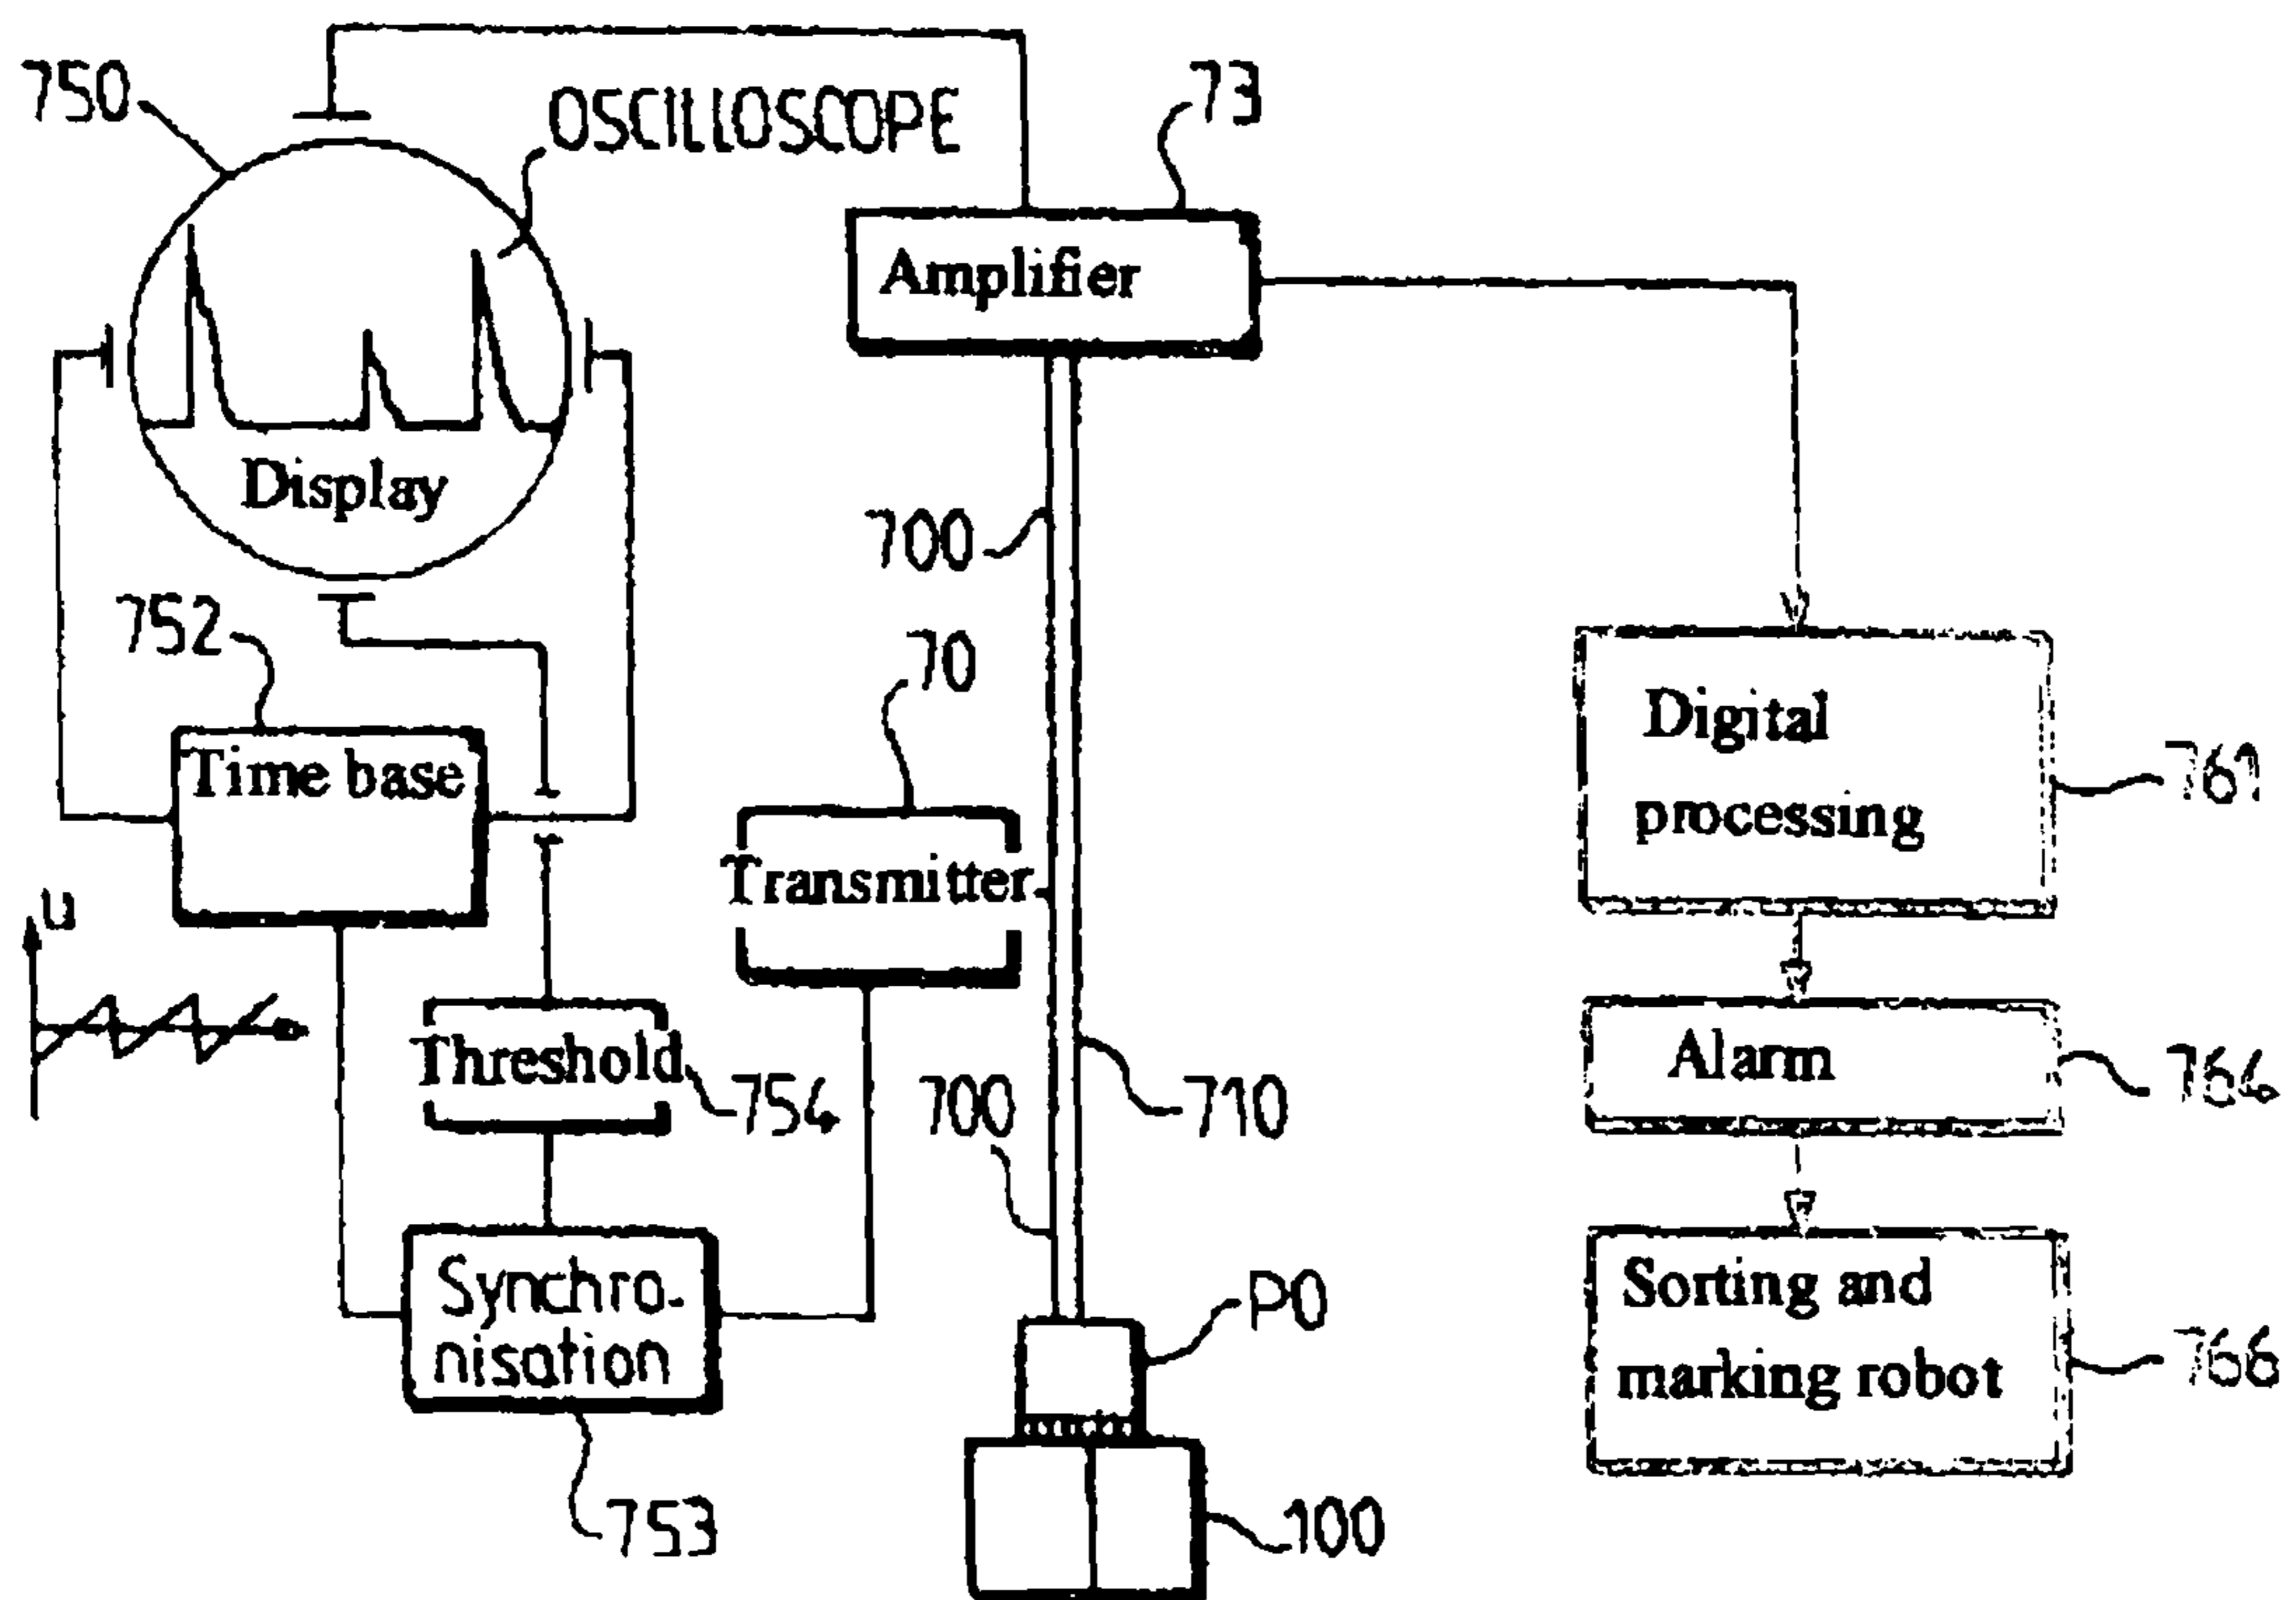 750
OSCILLOSCOPE
73
Amplifier
Display
700
752
70
Time base
Transmitter
Digital
processing
761
U
Threshold
754
700
710
Alarm
764
Synchro-
nisation
P0
Sorting and
marking robot
766
753
100